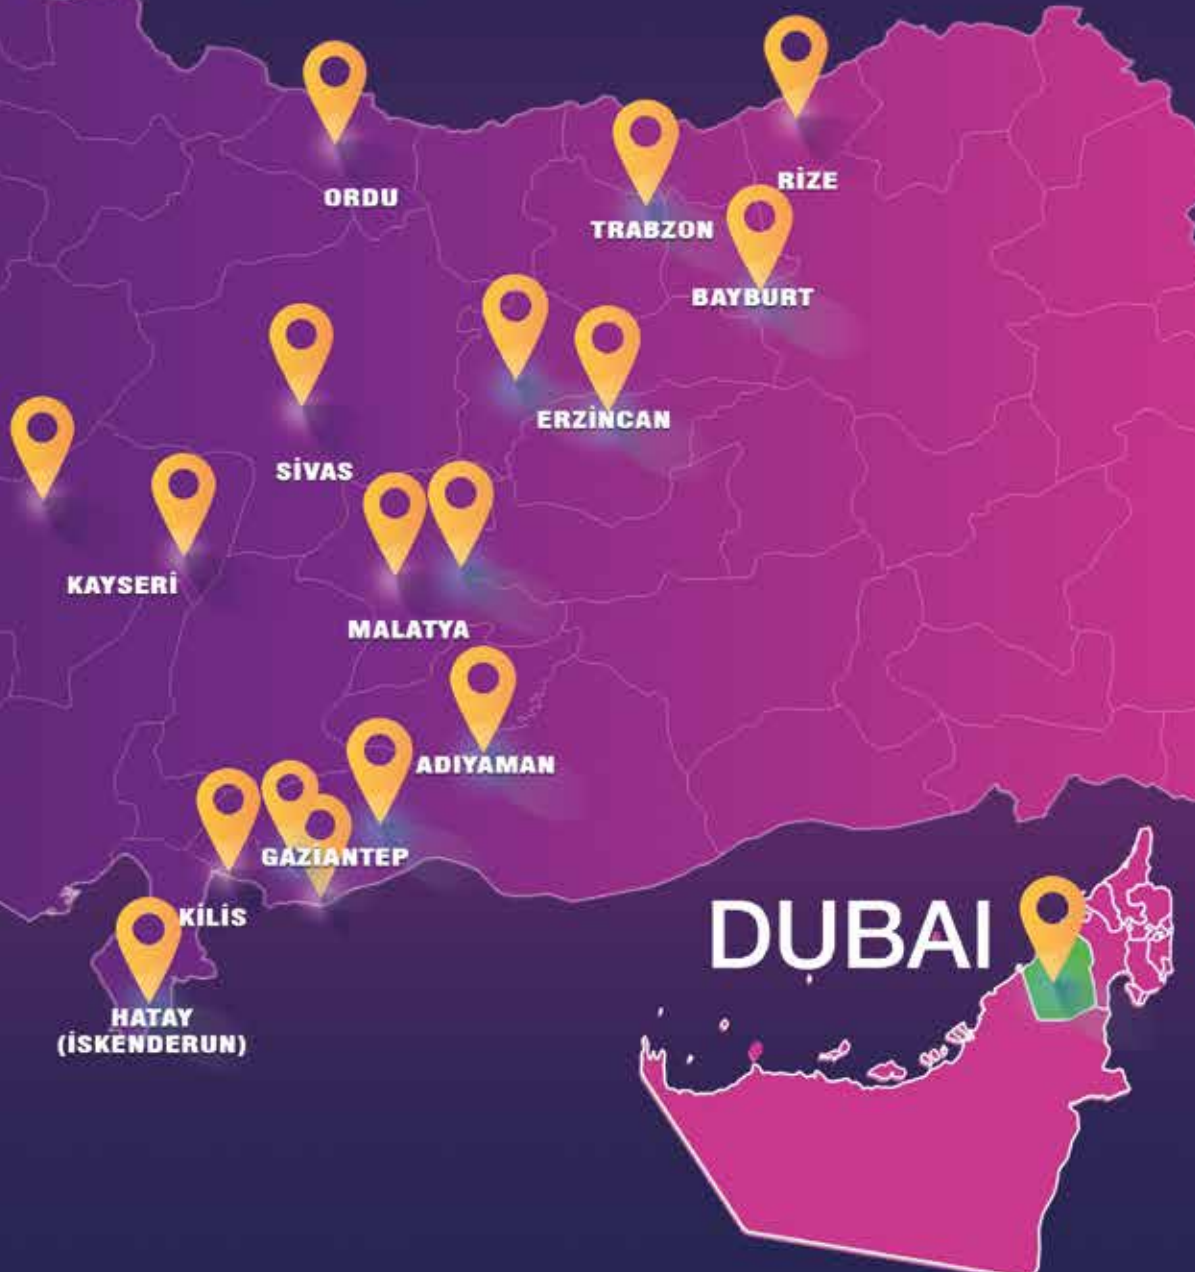 ORDU
RİZE
TRABZON
BAYBURT
ERZİNCAN
SİVAS
KAYSERİ
MALATYA
ADIYAMAN
GAZİANTEP
KİLİS
DUBAI
HATAY
(İSKENDERUN)